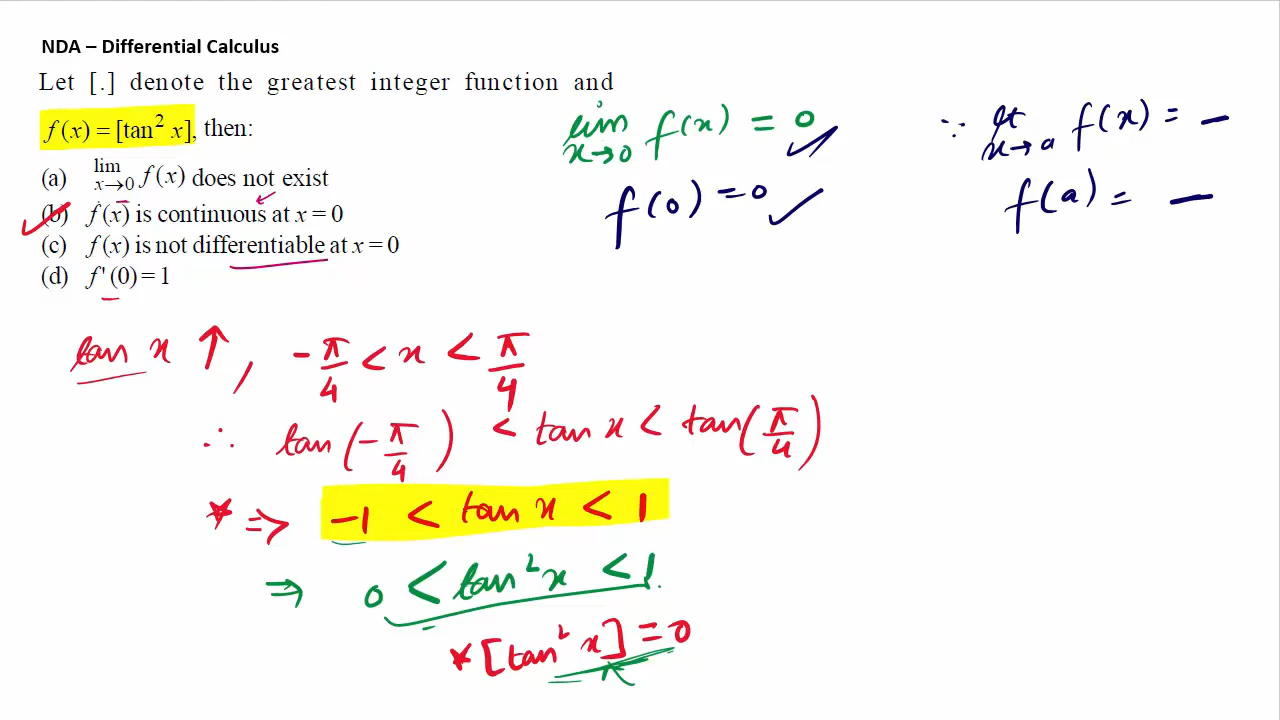 NDA – Differential Calculus
Let [.] denote the greatest integer function and
f(x) = [tan² x], then:
(a) lim x→0 f(x) does not exist
(b) f(x) is continuous at x = 0
(c) f(x) is not differentiable at x = 0
(d) f'(0) = 1
lim x→0 f(x) = 0
f(0) = 0
∵ lt x→a f(x) = –
f(a) = –
tan x ↑, -π/4 < x < π/4
∴ tan(-π/4) < tan x < tan(π/4)
* ⇒ -1 < tan x < 1
⇒ 0 < tan² x < 1
* [tan² x] = 0